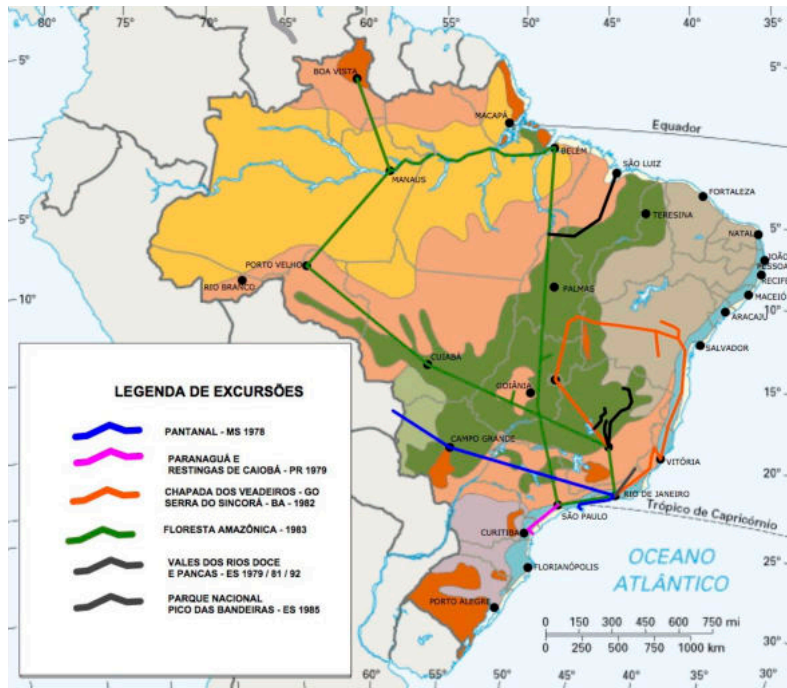 80° 75° 70° 65° 60° 55° 50° 45° 40° 35°
5°
5°
BOA VISTA
MACAPÁ
Equador
BELÉM
SÃO LUIZ
MANAUS
FORTALEZA
TERESINA
5°
NATAL
5°
PORTO VELHO
JOÃO
PESSOA
RECIFE
RIO BRANCO
PALMAS
MACEIÓ
10°
10°
ARACAJU
SALVADOR
CUIABÁ
GOIÂNIA
15°
LEGENDA DE EXCURSÕES
PANTANAL - MS 1978
CAMPO GRANDE
VITÓRIA
PARANAGUÁ E
RESTINGAS DE CAIOBÁ - PR 1979
20°
RIO DE JANEIRO
CHAPADA DOS VEADEIROS - GO
SERRA DO SINCORÁ - BA - 1982
SÃO PAULO
Trópico de Capricórnio
FLORESTA AMAZÔNICA - 1983
CURITIBA
OCEANO
ATLÂNTICO
25°
VALES DOS RIOS DOCE
E PANCAS - ES 1979 / 81 / 92
FLORIANÓPOLIS
PARQUE NACIONAL
PICO DAS BANDEIRAS - ES 1985
PORTO ALEGRE
0 150 300 450 600 750 mi
0 250 500 750 1000 km
30°
60° 55° 50° 45° 40° 35° 30°